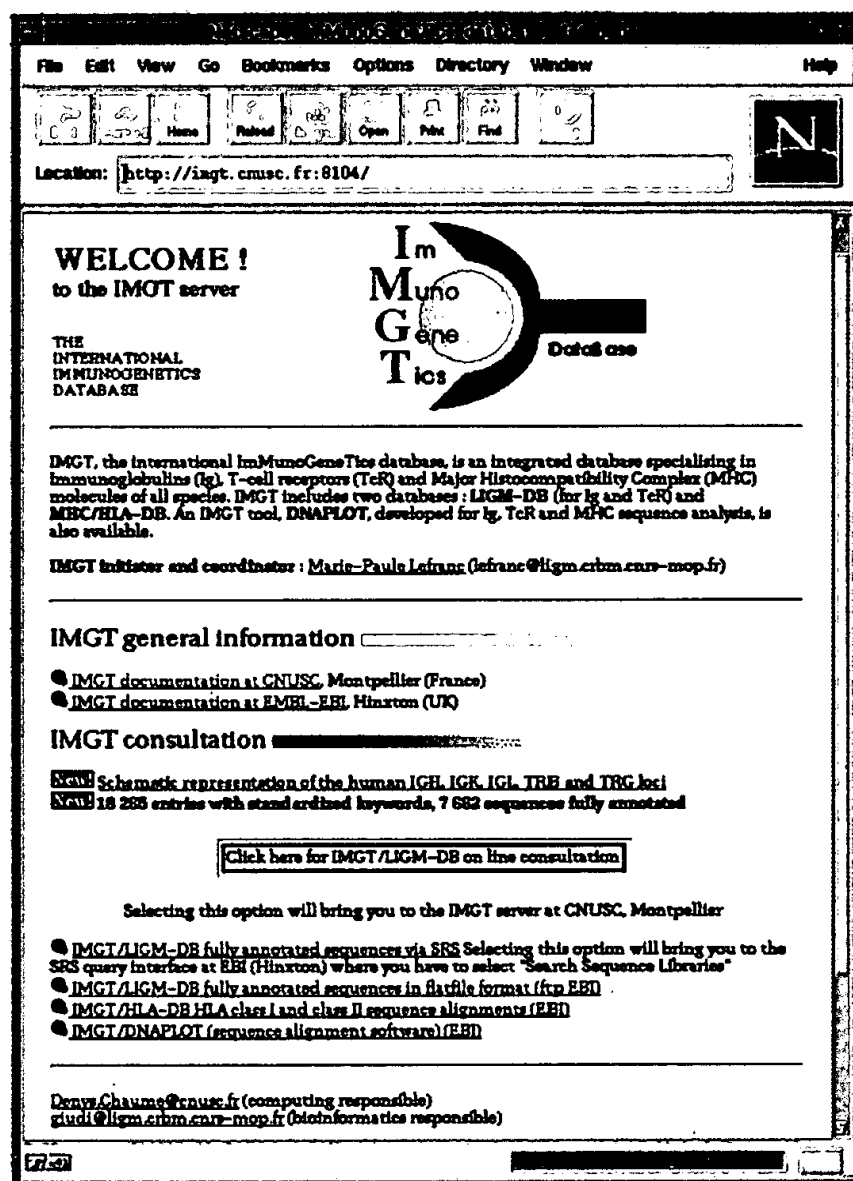 File Edit View Go Bookmarks Options Directory Window Help
Home Reload Open Print Find
N
Location: http://imgt.cnusc.fr:8104/
WELCOME !
to the IMGT server
THE
INTERNATIONAL
IMMUNOGENETICS
DATABASE
Im
Muno
Gene
Tics
DataBase
IMGT, the international ImMunoGeneTics database, is an integrated database specialising in
Immunoglobulins (Ig), T-cell receptors (TcR) and Major Histocompatibility Complex (MHC)
molecules of all species. IMGT includes two databases : LIGM-DB (for Ig and TcR) and
MHC/HLA-DB. An IMGT tool, DNAPLOT, developed for Ig, TcR and MHC sequence analysis, is
also available.
IMGT initiator and coordinator : Marie-Paule Lefranc (lefranc@ligm.crbm.cnrs-mop.fr)
IMGT general information
IMGT documentation at CNUSC, Montpellier (France)
IMGT documentation at EMBL-EBI, Hinxton (UK)
IMGT consultation
New! Schematic representation of the human IGH, IGK, IGL, TRB and TRG loci
New! entries with standardized keywords, 7 682 sequences fully annotated
Click here for IMGT/LIGM-DB on line consultation
Selecting this option will bring you to the IMGT server at CNUSC, Montpellier
IMGT/LIGM-DB fully annotated sequences via SRS Selecting this option will bring you to the
SRS query interface at EBI (Hinxton) where you have to select "Search Sequence Libraries"
IMGT/LIGM-DB fully annotated sequences in flatfile format (ftp EBI)
IMGT/HLA-DB HLA class I and class II sequence alignments (EBI)
IMGT/DNAPLOT (sequence alignment software) (EBI)
Denys.Chaume@cnusc.fr (computing responsible)
giudi@ligm.crbm.cnrs-mop.fr (bioinformatics responsible)